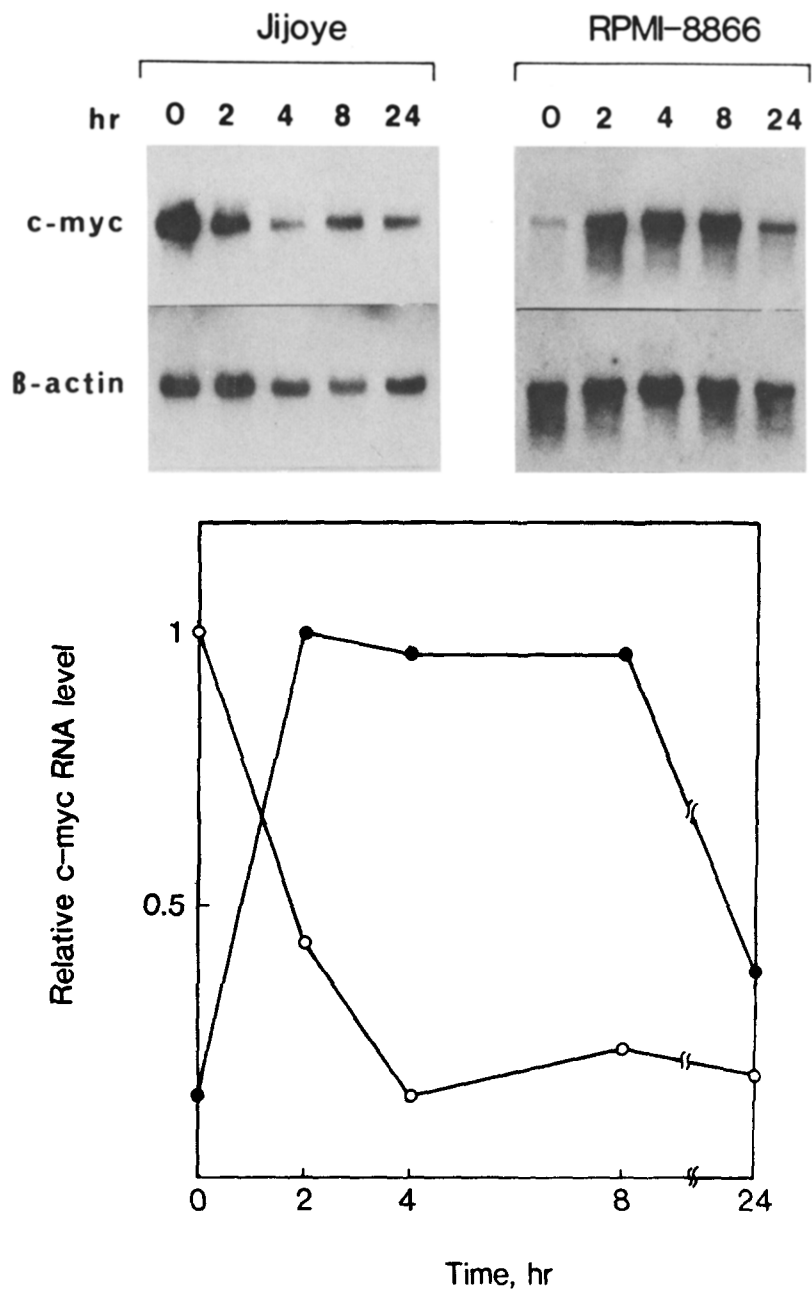 Jijoye RPMI-8866
hr 0 2 4 8 24 0 2 4 8 24
c-myc
β-actin
1
0.5
Relative c-myc RNA level
0 2 4 8 24
Time, hr